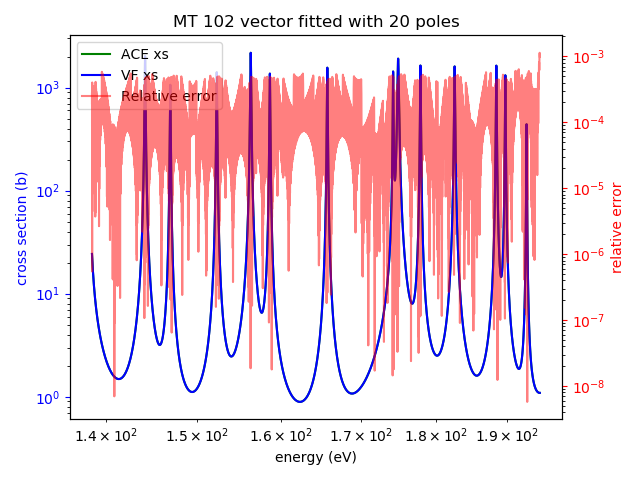 MT 102 vector fitted with 20 poles
ACE xs
VF xs
Relative error
cross section (b)
10³
10²
10¹
10⁰
relative error
10⁻³
10⁻⁴
10⁻⁵
10⁻⁶
10⁻⁷
10⁻⁸
1.4 × 10² 1.5 × 10² 1.6 × 10² 1.7 × 10² 1.8 × 10² 1.9 × 10²
energy (eV)